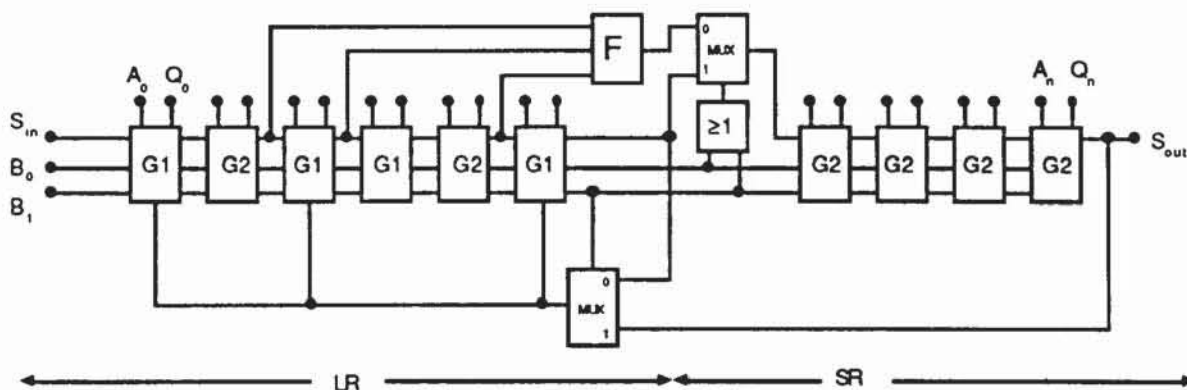 F
0
MUX
1
A₀ Q₀
Aₙ Qₙ
Sᵢₙ
B₀
B₁
G1
G2
G1
G1
G2
G1
≥1
G2
G2
G2
G2
Sₒᵤₜ
0
MUX
1
LR
SR